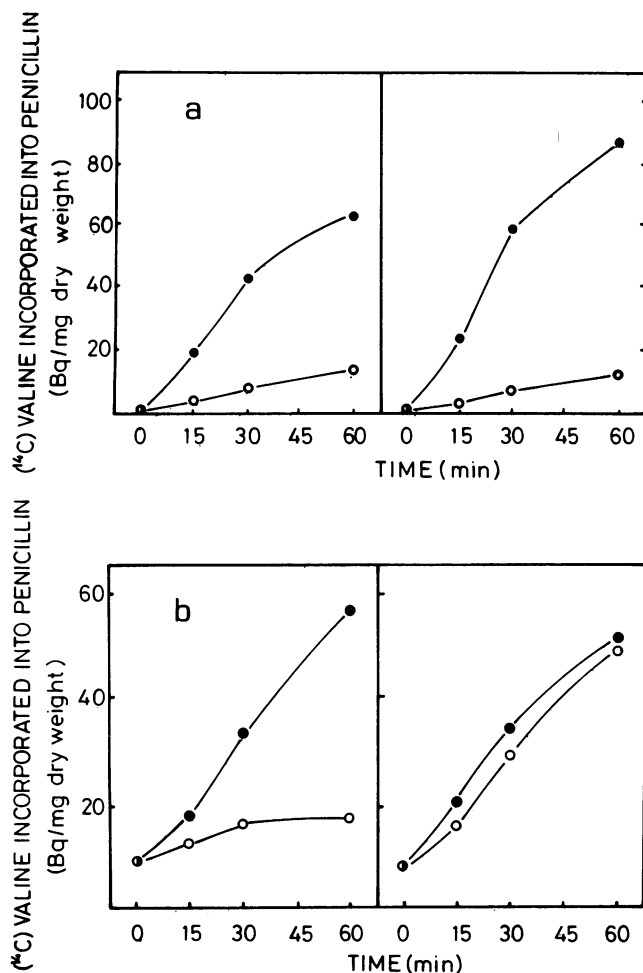 (¹⁴C) VALINE INCORPORATED INTO PENICILLIN
(Bq/mg dry weight)
a
100
80
60
40
20
0 15 30 45 60 0 15 30 45 60
TIME (min)
(¹⁴C) VALINE INCORPORATED INTO PENICILLIN
(Bq/mg dry weight)
b
60
40
20
0 15 30 45 60 0 15 30 45 60
TIME (min)